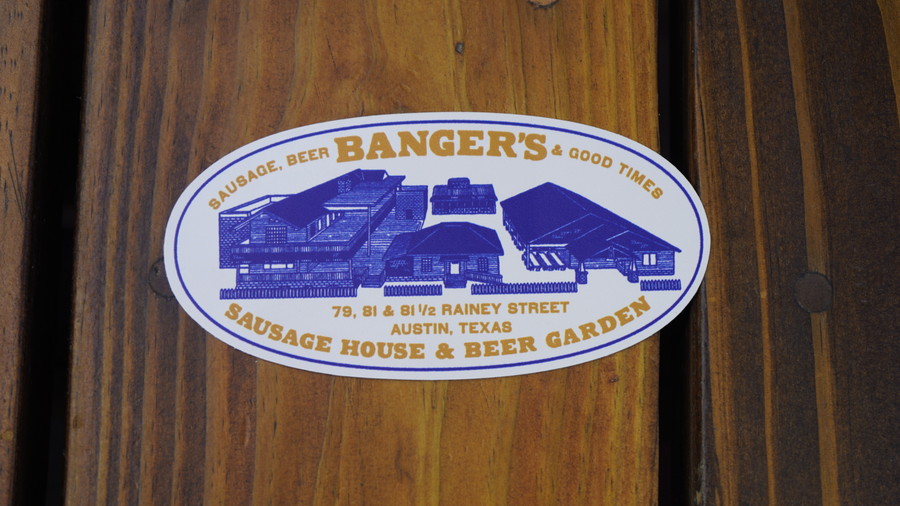 SAUSAGE, BEER BANGER'S & GOOD TIMES
79, 81 & 81 1/2 RAINEY STREET
AUSTIN, TEXAS
SAUSAGE HOUSE & BEER GARDEN